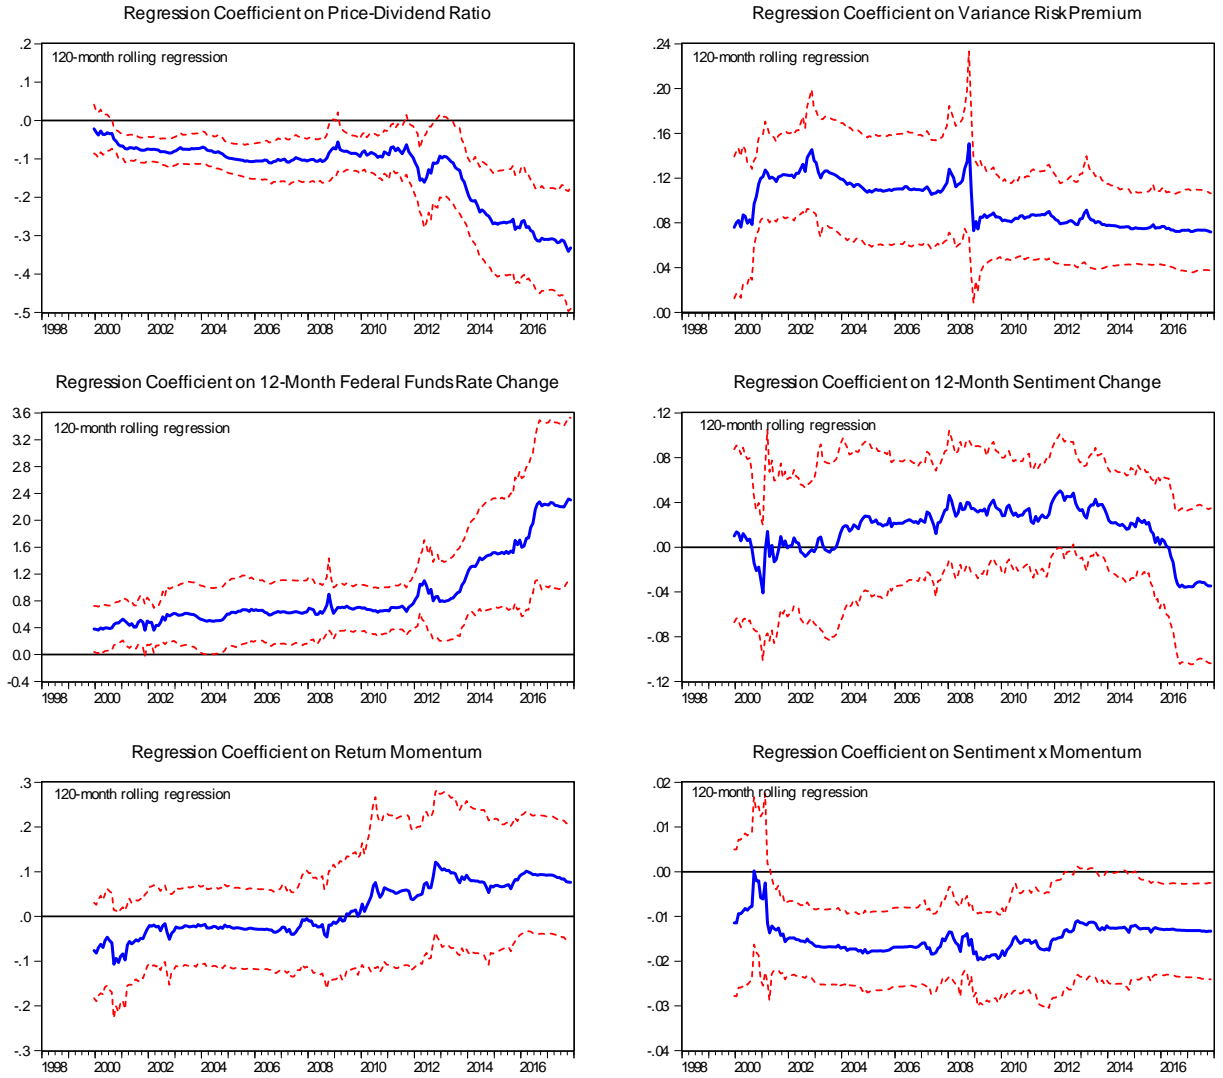 Regression Coefficient on Price-Dividend Ratio
120-month rolling regression
.2
.1
.0
-.1
-.2
-.3
-.4
-.5
1998 2000 2002 2004 2006 2008 2010 2012 2014 2016
Regression Coefficient on Variance Risk Premium
120-month rolling regression
.24
.20
.16
.12
.08
.04
.00
1998 2000 2002 2004 2006 2008 2010 2012 2014 2016
Regression Coefficient on 12-Month Federal Funds Rate Change
120-month rolling regression
3.6
3.2
2.8
2.4
2.0
1.6
1.2
0.8
0.4
0.0
-0.4
1998 2000 2002 2004 2006 2008 2010 2012 2014 2016
Regression Coefficient on 12-Month Sentiment Change
120-month rolling regression
.12
.08
.04
.00
-.04
-.08
-.12
1998 2000 2002 2004 2006 2008 2010 2012 2014 2016
Regression Coefficient on Return Momentum
120-month rolling regression
.3
.2
.1
.0
-.1
-.2
-.3
1998 2000 2002 2004 2006 2008 2010 2012 2014 2016
Regression Coefficient on Sentiment x Momentum
120-month rolling regression
.02
.01
.00
-.01
-.02
-.03
-.04
1998 2000 2002 2004 2006 2008 2010 2012 2014 2016